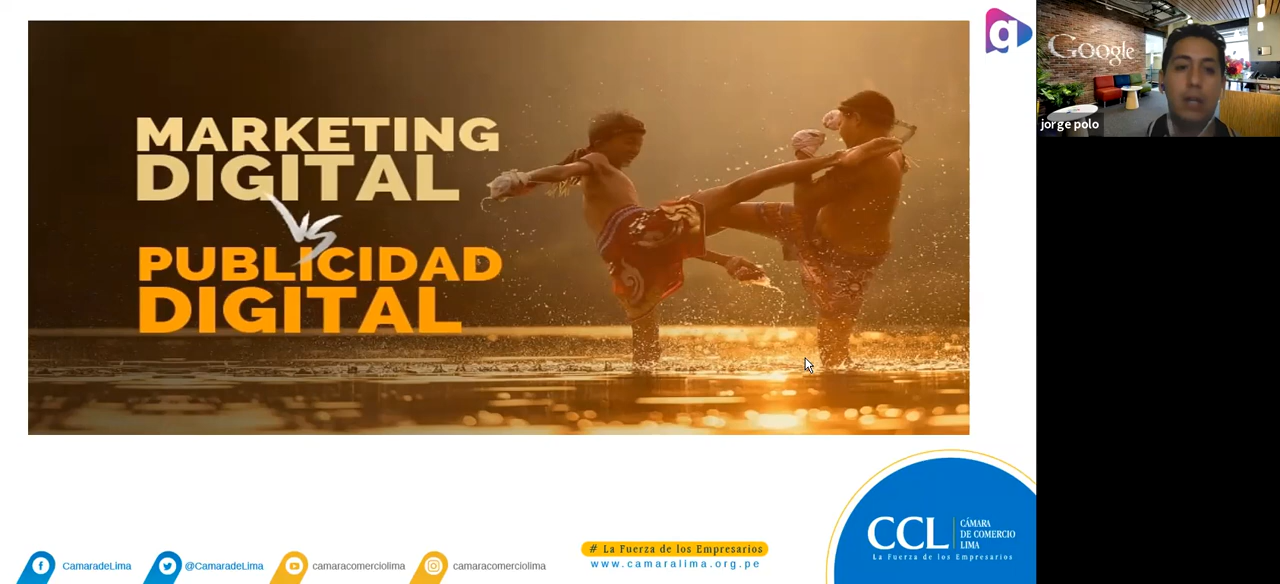 MARKETING
DIGITAL
VS
PUBLICIDAD
DIGITAL
g
Google
jorge polo
CCL
CÁMARA
DE COMERCIO
LIMA
La Fuerza de los Empresarios
CamaradeLima
@CamaradeLima
camaracomerciolima
camaracomerciolima
# La Fuerza de los Empresarios
www.camaralima.org.pe